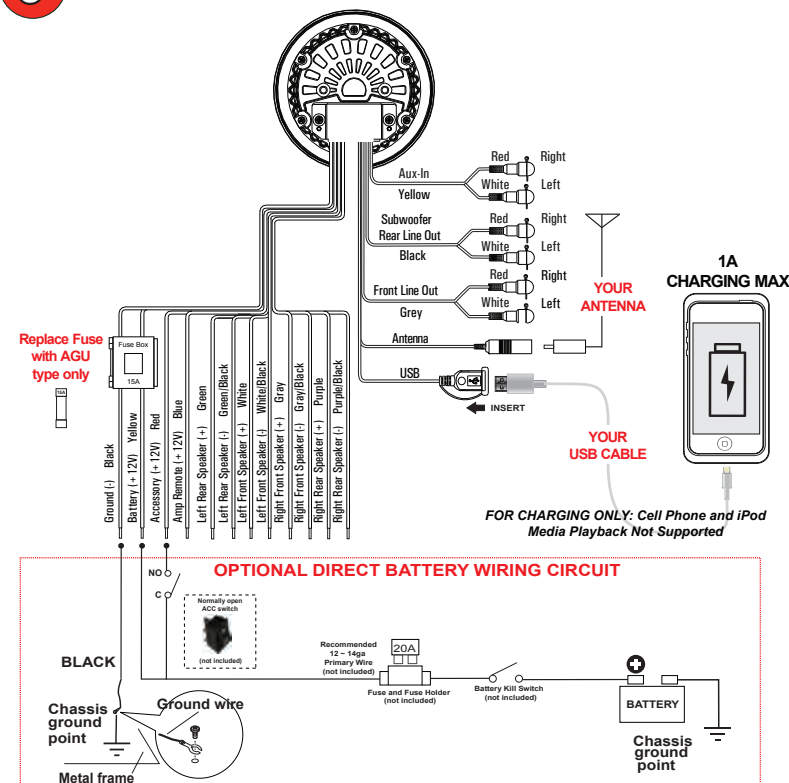 Aux-In
Yellow
Red
Right
White
Left
Subwoofer
Rear Line Out
Black
Red
Right
White
Left
Front Line Out
Grey
Red
Right
White
Left
YOUR
ANTENNA
Antenna
USB
INSERT
YOUR
USB CABLE
1A
CHARGING MAX
FOR CHARGING ONLY: Cell Phone and iPod
Media Playback Not Supported
Replace Fuse
with AGU
type only
Fuse Box
15A
Ground (-) Black
Battery (+ 12V) Yellow
Accessory (+ 12V) Red
Amp Remote (+ 12V) Blue
Left Rear Speaker (+) Green
Left Rear Speaker (-) Green/Black
Left Front Speaker (+) White
Left Front Speaker (-) White/Black
Right Front Speaker (+) Gray
Right Front Speaker (-) Gray/Black
Right Rear Speaker (+) Purple
Right Rear Speaker (-) Purple/Black
OPTIONAL DIRECT BATTERY WIRING CIRCUIT
NO
C
Normally open
ACC switch
(not included)
BLACK
Chassis
ground
point
Ground wire
Metal frame
Recommended
12 ~ 14ga
Primary Wire
(not included)
20A
Fuse and Fuse Holder
(not included)
Battery Kill Switch
(not included)
BATTERY
Chassis
ground
point